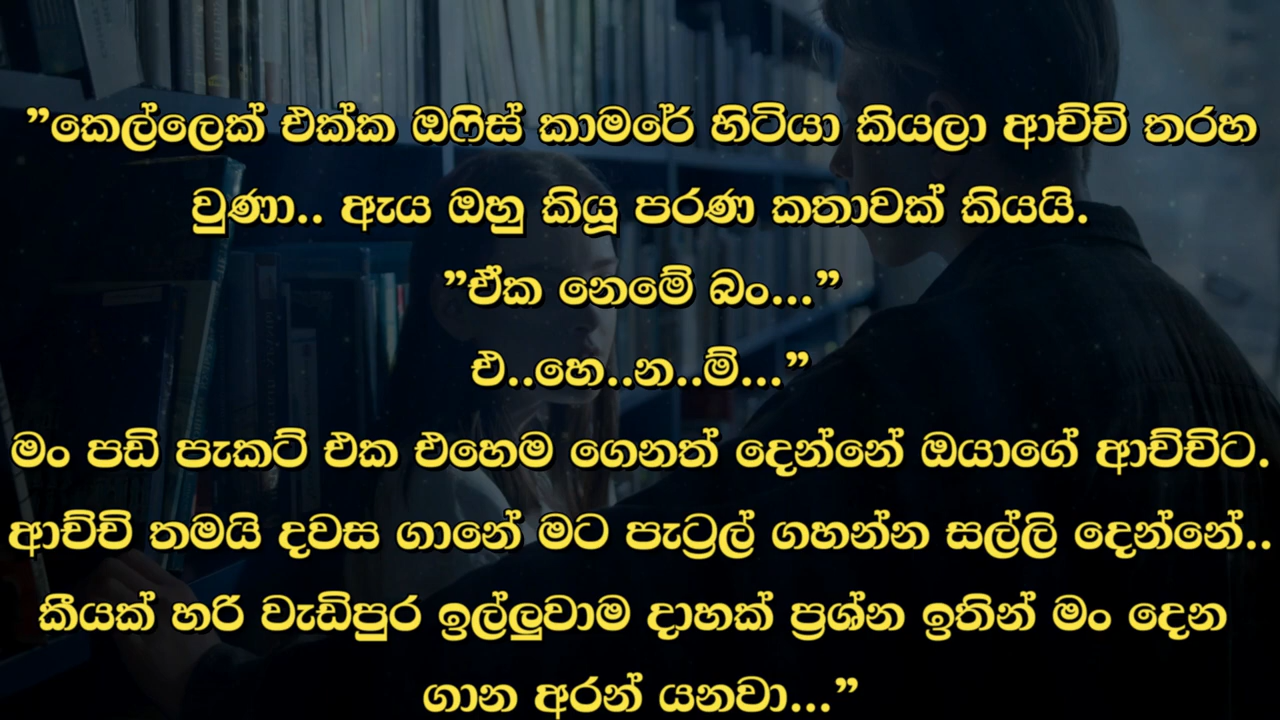 ”කෙල්ලෙක් එක්ක ඔෆිස් කාමරේ හිටියා කියලා ආච්චි තරහ
වුණා.. ඇය ඔහු කියූ පරණ කතාවක් කියයි.
”ඒක නෙමේ බං...”
එ..හෙ..න..ම්...”
මං පඩි පැකට් එක එහෙම ගෙනත් දෙන්නේ ඔයාගේ ආච්චිට.
ආච්චි තමයි දවස ගානේ මට පැට්‍රල් ගහන්න සල්ලි දෙන්නේ..
කීයක් හරි වැඩිපුර ඉල්ලුවාම දාහක් ප්‍රශ්න ඉතින් මං දෙන
ගාන අරන් යනවා...”